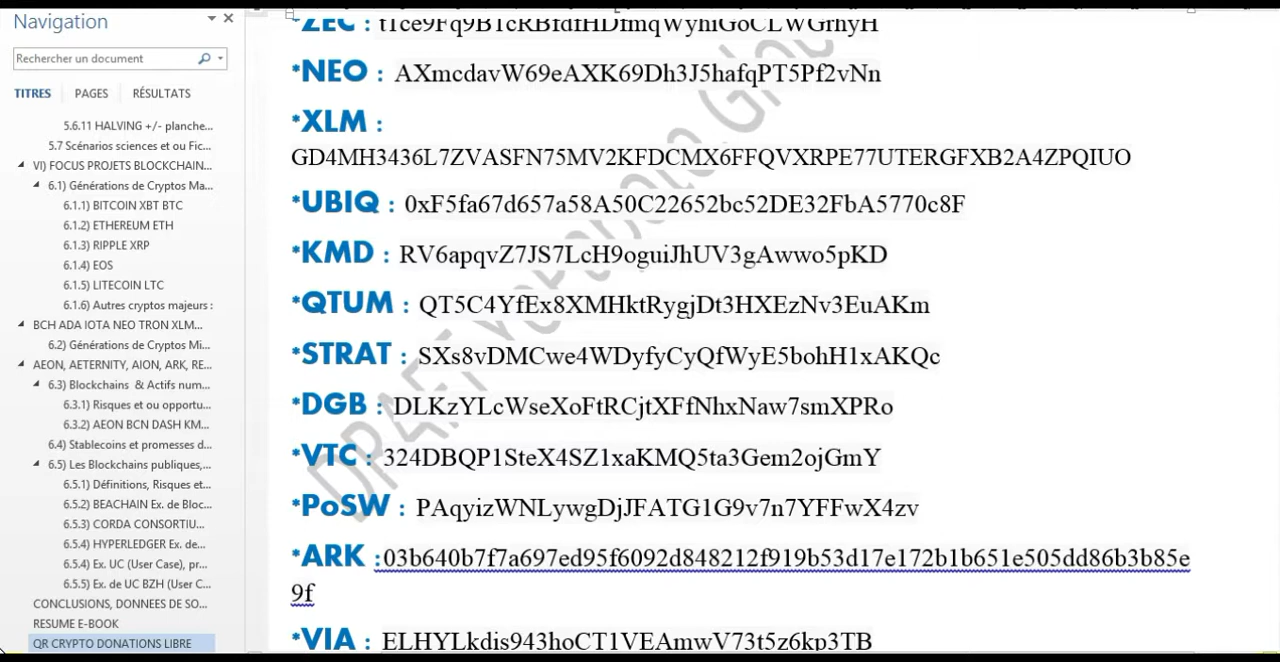 Navigation
Rechercher un document
TITRES PAGES RÉSULTATS
5.6.11 HALVING +/- planche...
5.7 Scénarios sciences et ou Fic...
VI) FOCUS PROJETS BLOCKCHAIN...
6.1) Générations de Cryptos Ma...
6.1.1) BITCOIN XBT BTC
6.1.2) ETHEREUM ETH
6.1.3) RIPPLE XRP
6.1.4) EOS
6.1.5) LITECOIN LTC
6.1.6) Autres cryptos majeurs :
BCH ADA IOTA NEO TRON XLM...
6.2) Générations de Cryptos Mi...
AEON, AETERNITY, AION, ARK, RE...
6.3) Blockchains & Actifs num...
6.3.1) Risques et ou opportu...
6.3.2) AEON BCN DASH KM...
6.4) Stablecoins et promesses d...
6.5) Les Blockchains publiques,...
6.5.1) Définitions, Risques et...
6.5.2) BEACHAIN Ex. de Bloc...
6.5.3) CORDA CONSORTIU...
6.5.4) HYPERLEDGER Ex. de...
6.5.4) Ex. UC (User Case), pr...
6.5.5) Ex. de UC BZH (User C...
CONCLUSIONS, DONNEES DE SO...
RESUME E-BOOK
QR CRYPTO DONATIONS LIBRE
*ZEC :
*NEO : AXmcdavW69eAXK69Dh3J5hafqPT5Pf2vNn
*XLM :
GD4MH3436L7ZVASFN75MV2KFDCMX6FFQVXRPE77UTERGFXB2A4ZPQIUO
*UBIQ : 0xF5fa67d657a58A50C22652bc52DE32FbA5770c8F
*KMD : RV6apqvZ7JS7LcH9oguiJhUV3gAwwo5pKD
*QTUM : QT5C4YfEx8XMHktRygjDt3HXEzNv3EuAKm
*STRAT : SXs8vDMCwe4WDyfyCyQfWyE5bohH1xAKQc
*DGB : DLKzYLcWseXoFtRCjtXFfNhxNaw7smXPRo
*VTC : 324DBQP1SteX4SZ1xaKMQ5ta3Gem2ojGmY
*PoSW : PAqyizWNLywgDjJFATG1G9v7n7YFFwX4zv
*ARK :03b640b7f7a697ed95f6092d848212f919b53d17e172b1b651e505dd86b3b85e
9f
*VIA : ELHYLkdis943hoCT1VEAmwV73t5z6kp3TB